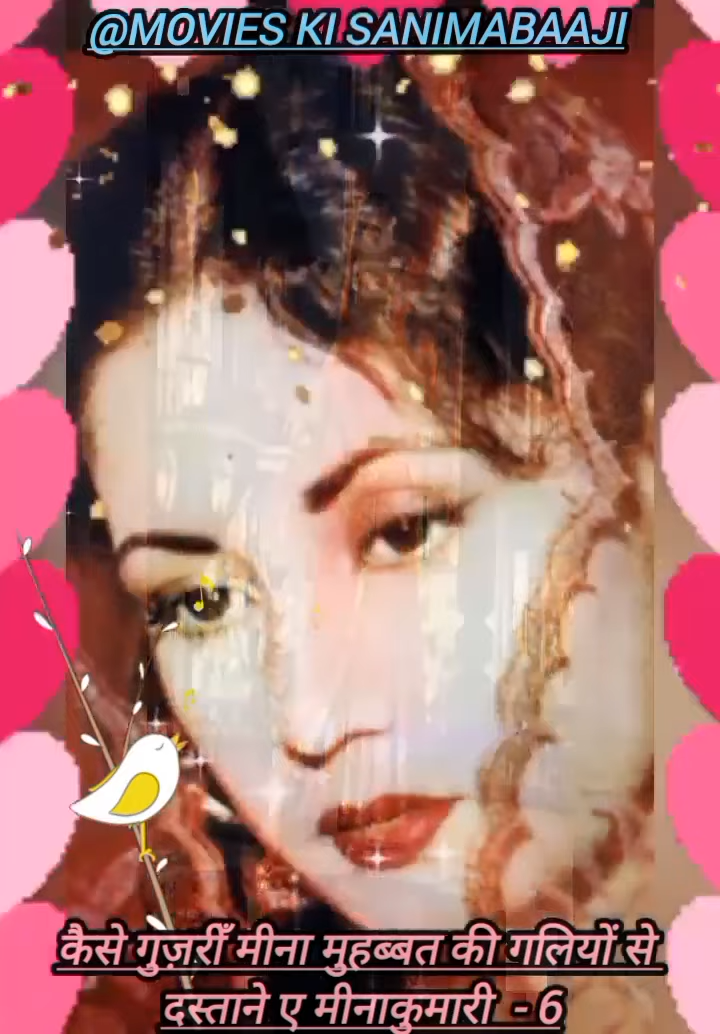 @MOVIES KI SANIMABAAJI
कैसे गुज़रीँ मीना मुहब्बत की गलियों से
दस्ताने ए मीनाकुमारी - 6